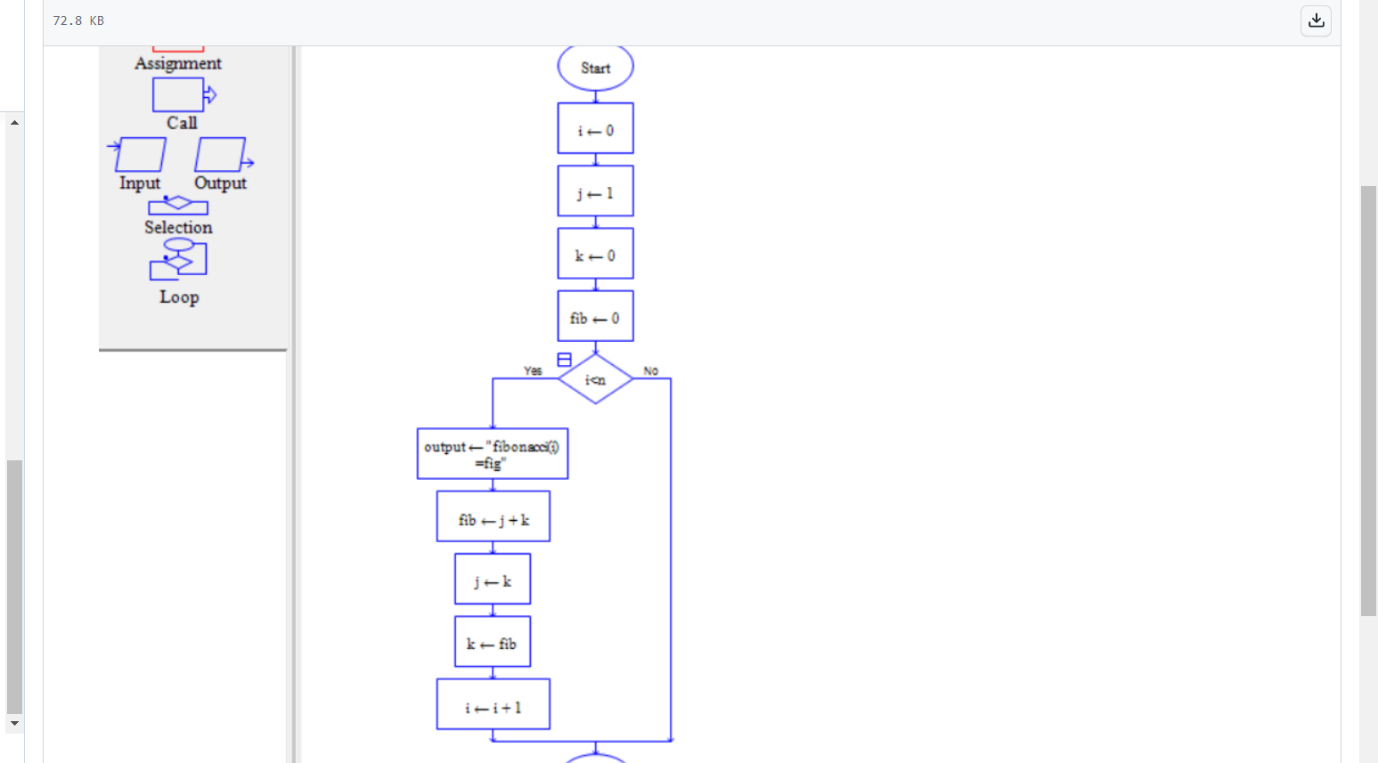 72.8 KB
Assignment
Call
Input Output
Selection
Loop
Start
i ← 0
j ← 1
k ← 0
fib ← 0
Yes
i<n
No
output ← "fibonacci(i)
=fig"
fib ← j + k
j ← k
k ← fib
i ← i + 1